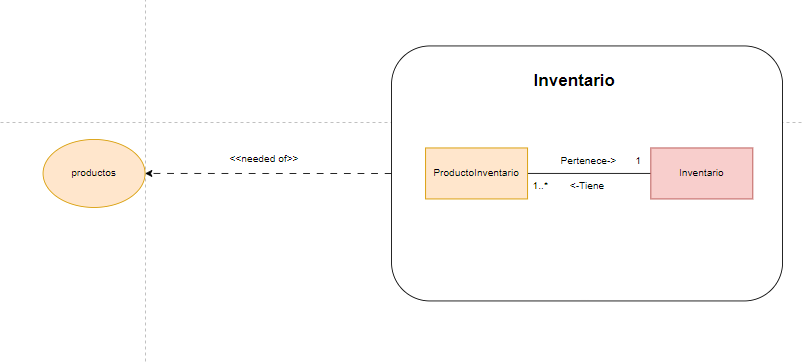 Inventario
<<needed of>>
productos
ProductoInventario
Pertenece->
1
1..*
<-Tiene
Inventario